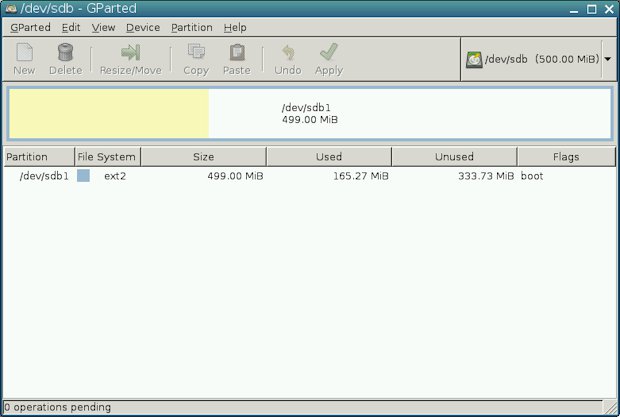 /dev/sdb - GParted
GParted Edit View Device Partition Help
New Delete Resize/Move Copy Paste Undo Apply /dev/sdb (500.00 MiB)
/dev/sdb1
499.00 MiB
Partition File System Size Used Unused Flags
/dev/sdb1 ext2 499.00 MiB 165.27 MiB 333.73 MiB boot
0 operations pending